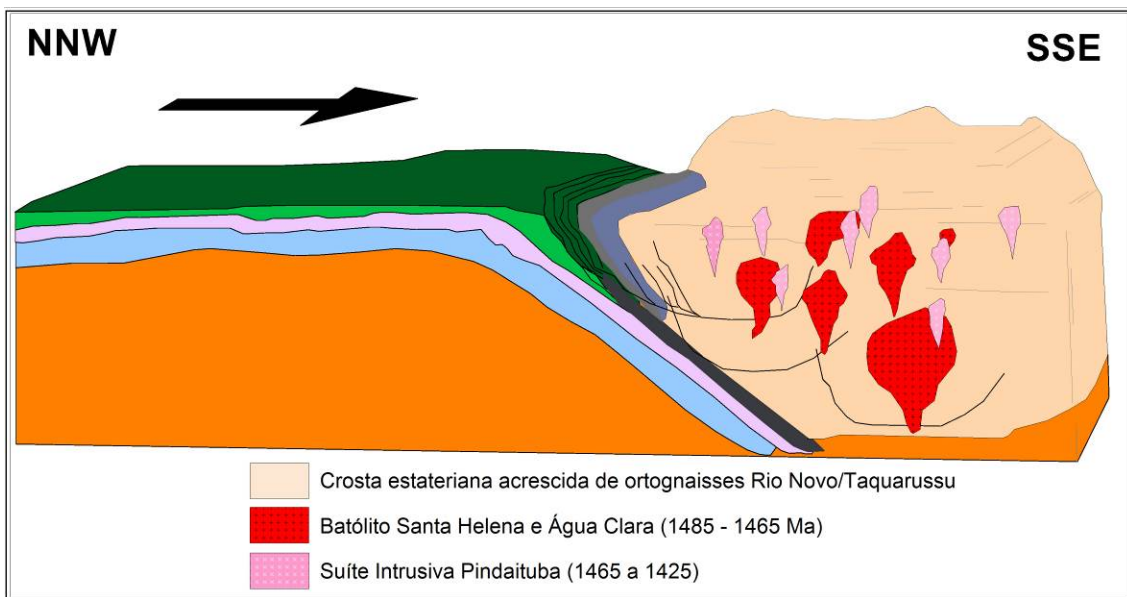 NNW
SSE
Crosta estateriana acrescida de ortognaisses Rio Novo/Taquarussu
Batólito Santa Helena e Água Clara (1485 - 1465 Ma)
Suíte Intrusiva Pindaituba (1465 a 1425)